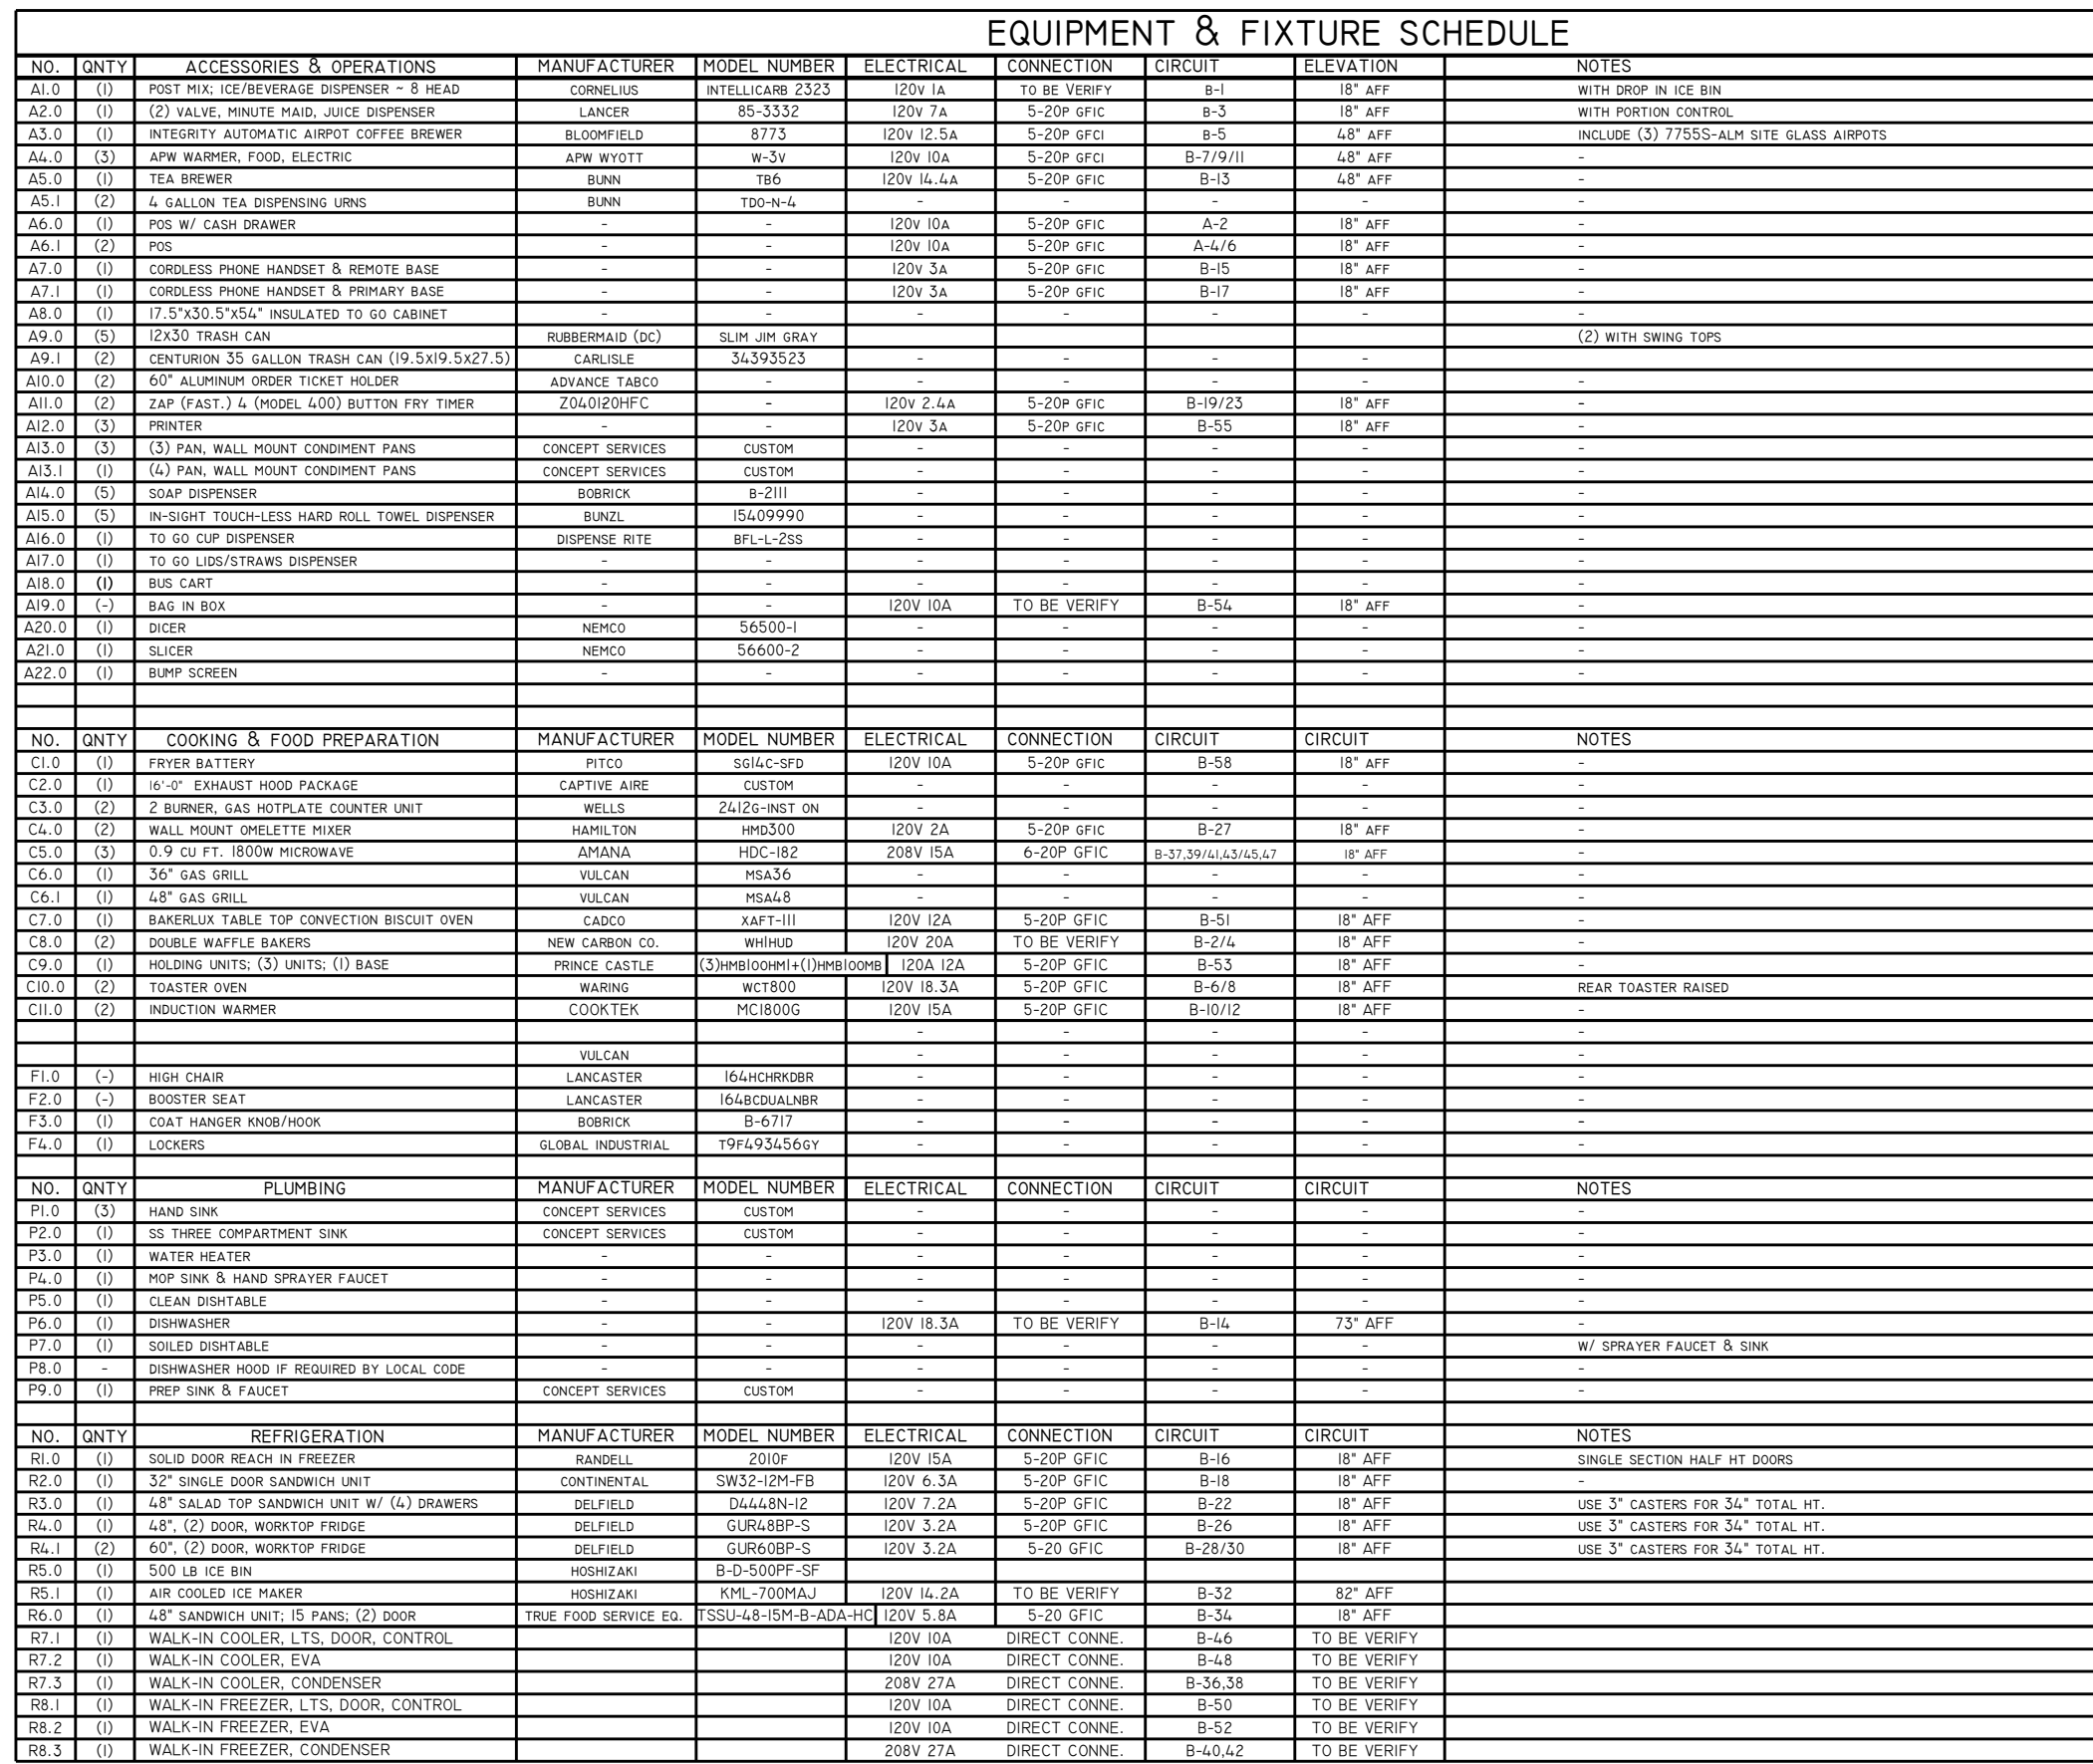 EQUIPMENT & FIXTURE SCHEDULE
NO. QNTY ACCESSORIES & OPERATIONS MANUFACTURER MODEL NUMBER ELECTRICAL CONNECTION CIRCUIT ELEVATION NOTES
A1.0 (1) POST MIX; ICE/BEVERAGE DISPENSER ~ 8 HEAD CORNELIUS INTELLICARB 2323 120V 1A TO BE VERIFY B-1 18" AFF WITH DROP IN ICE BIN
A2.0 (1) (2) VALVE, MINUTE MAID, JUICE DISPENSER LANCER 85-3332 120V 7A 5-20P GFIC B-3 18" AFF WITH PORTION CONTROL
A3.0 (1) INTEGRITY AUTOMATIC AIRPOT COFFEE BREWER BLOOMFIELD 8773 120V 12.5A 5-20P GFCI B-5 48" AFF INCLUDE (3) 7755S-ALM SITE GLASS AIRPOTS
A4.0 (3) APW WARMER, FOOD, ELECTRIC APW WYOTT W-3V 120V 10A 5-20P GFCI B-7/9/11 48" AFF -
A5.0 (1) TEA BREWER BUNN TB6 120V 14.4A 5-20P GFIC B-13 48" AFF -
A5.1 (2) 4 GALLON TEA DISPENSING URNS BUNN TDO-N-4 - - - - -
A6.0 (1) POS W/ CASH DRAWER - - 120V 10A 5-20P GFIC A-2 18" AFF -
A6.1 (2) POS - - 120V 10A 5-20P GFIC A-4/6 18" AFF -
A7.0 (1) CORDLESS PHONE HANDSET & REMOTE BASE - - 120V 3A 5-20P GFIC B-15 18" AFF -
A7.1 (1) CORDLESS PHONE HANDSET & PRIMARY BASE - - 120V 3A 5-20P GFIC B-17 18" AFF -
A8.0 (1) 17.5"X30.5"X54" INSULATED TO GO CABINET - - - - - - -
A9.0 (5) 12X30 TRASH CAN RUBBERMAID (DC) SLIM JIM GRAY (2) WITH SWING TOPS
A9.1 (2) CENTURION 35 GALLON TRASH CAN (19.5X19.5X27.5) CARLISLE 34393523 - - - - -
A10.0 (2) 60" ALUMINUM ORDER TICKET HOLDER ADVANCE TABCO - - - - - -
A11.0 (2) ZAP (FAST.) 4 (MODEL 400) BUTTON FRY TIMER Z040120HFC - 120V 2.4A 5-20P GFIC B-19/23 18" AFF -
A12.0 (3) PRINTER - - 120V 3A 5-20P GFIC B-55 18" AFF -
A13.0 (3) (3) PAN, WALL MOUNT CONDIMENT PANS CONCEPT SERVICES CUSTOM - - - - -
A13.1 (1) (4) PAN, WALL MOUNT CONDIMENT PANS CONCEPT SERVICES CUSTOM - - - - -
A14.0 (5) SOAP DISPENSER BOBRICK B-2111 - - - - -
A15.0 (5) IN-SIGHT TOUCH-LESS HARD ROLL TOWEL DISPENSER BUNZL 15409990 - - - - -
A16.0 (1) TO GO CUP DISPENSER DISPENSE RITE BFL-L-2SS - - - - -
A17.0 (1) TO GO LIDS/STRAWS DISPENSER - - - - - - -
A18.0 (1) BUS CART - - - - - - -
A19.0 (-) BAG IN BOX - - 120V 10A TO BE VERIFY B-54 18" AFF -
A20.0 (1) DICER NEMCO 56500-1 - - - - -
A21.0 (1) SLICER NEMCO 56600-2 - - - - -
A22.0 (1) BUMP SCREEN - - - - - - -
NO. QNTY COOKING & FOOD PREPARATION MANUFACTURER MODEL NUMBER ELECTRICAL CONNECTION CIRCUIT CIRCUIT NOTES
C1.0 (1) FRYER BATTERY PITCO SG14C-SFD 120V 10A 5-20P GFIC B-58 18" AFF -
C2.0 (1) 16'-0" EXHAUST HOOD PACKAGE CAPTIVE AIRE CUSTOM - - - - -
C3.0 (2) 2 BURNER, GAS HOTPLATE COUNTER UNIT WELLS 2412G-INST ON - - - - -
C4.0 (2) WALL MOUNT OMELETTE MIXER HAMILTON HMD300 120V 2A 5-20P GFIC B-27 18" AFF -
C5.0 (3) 0.9 CU FT. 1800W MICROWAVE AMANA HDC-182 208V 15A 6-20P GFIC B-37,39/41,43/45,47 18" AFF -
C6.0 (1) 36" GAS GRILL VULCAN MSA36 - - - - -
C6.1 (1) 48" GAS GRILL VULCAN MSA48 - - - - -
C7.0 (1) BAKERLUX TABLE TOP CONVECTION BISCUIT OVEN CADCO XAFT-111 120V 12A 5-20P GFIC B-51 18" AFF -
C8.0 (2) DOUBLE WAFFLE BAKERS NEW CARBON CO. WH1HUD 120V 20A TO BE VERIFY B-2/4 18" AFF -
C9.0 (1) HOLDING UNITS; (3) UNITS; (1) BASE PRINCE CASTLE (3)HMB100HM1+(1)HMB100MB 120A 12A 5-20P GFIC B-53 18" AFF -
C10.0 (2) TOASTER OVEN WARING WCT800 120V 18.3A 5-20P GFIC B-6/8 18" AFF REAR TOASTER RAISED
C11.0 (2) INDUCTION WARMER COOKTEK MC1800G 120V 15A 5-20P GFIC B-10/12 18" AFF -
- - - - -
VULCAN - - - - -
F1.0 (-) HIGH CHAIR LANCASTER 164HCHRKDBR - - - - -
F2.0 (-) BOOSTER SEAT LANCASTER 164BCDUALNBR - - - - -
F3.0 (1) COAT HANGER KNOB/HOOK BOBRICK B-6717 - - - - -
F4.0 (1) LOCKERS GLOBAL INDUSTRIAL T9F493456GY - - - - -
NO. QNTY PLUMBING MANUFACTURER MODEL NUMBER ELECTRICAL CONNECTION CIRCUIT CIRCUIT NOTES
P1.0 (3) HAND SINK CONCEPT SERVICES CUSTOM - - - - -
P2.0 (1) SS THREE COMPARTMENT SINK CONCEPT SERVICES CUSTOM - - - - -
P3.0 (1) WATER HEATER - - - - - - -
P4.0 (1) MOP SINK & HAND SPRAYER FAUCET - - - - - - -
P5.0 (1) CLEAN DISHTABLE - - - - - - -
P6.0 (1) DISHWASHER - - 120V 18.3A TO BE VERIFY B-14 73" AFF -
P7.0 (1) SOILED DISHTABLE - - - - - - W/ SPRAYER FAUCET & SINK
P8.0 - DISHWASHER HOOD IF REQUIRED BY LOCAL CODE - - - - - - -
P9.0 (1) PREP SINK & FAUCET CONCEPT SERVICES CUSTOM - - - - -
NO. QNTY REFRIGERATION MANUFACTURER MODEL NUMBER ELECTRICAL CONNECTION CIRCUIT CIRCUIT NOTES
R1.0 (1) SOLID DOOR REACH IN FREEZER RANDELL 2010F 120V 15A 5-20P GFIC B-16 18" AFF SINGLE SECTION HALF HT DOORS
R2.0 (1) 32" SINGLE DOOR SANDWICH UNIT CONTINENTAL SW32-12M-FB 120V 6.3A 5-20P GFIC B-18 18" AFF -
R3.0 (1) 48" SALAD TOP SANDWICH UNIT W/ (4) DRAWERS DELFIELD D4448N-12 120V 7.2A 5-20P GFIC B-22 18" AFF USE 3" CASTERS FOR 34" TOTAL HT.
R4.0 (1) 48", (2) DOOR, WORKTOP FRIDGE DELFIELD GUR48BP-S 120V 3.2A 5-20P GFIC B-26 18" AFF USE 3" CASTERS FOR 34" TOTAL HT.
R4.1 (2) 60", (2) DOOR, WORKTOP FRIDGE DELFIELD GUR60BP-S 120V 3.2A 5-20 GFIC B-28/30 18" AFF USE 3" CASTERS FOR 34" TOTAL HT.
R5.0 (1) 500 LB ICE BIN HOSHIZAKI B-D-500PF-SF
R5.1 (1) AIR COOLED ICE MAKER HOSHIZAKI KML-700MAJ 120V 14.2A TO BE VERIFY B-32 82" AFF
R6.0 (1) 48" SANDWICH UNIT; 15 PANS; (2) DOOR TRUE FOOD SERVICE EQ. TSSU-48-15M-B-ADA-HC 120V 5.8A 5-20 GFIC B-34 18" AFF
R7.1 (1) WALK-IN COOLER, LTS, DOOR, CONTROL 120V 10A DIRECT CONNE. B-46 TO BE VERIFY
R7.2 (1) WALK-IN COOLER, EVA 120V 10A DIRECT CONNE. B-48 TO BE VERIFY
R7.3 (1) WALK-IN COOLER, CONDENSER 208V 27A DIRECT CONNE. B-36,38 TO BE VERIFY
R8.1 (1) WALK-IN FREEZER, LTS, DOOR, CONTROL 120V 10A DIRECT CONNE. B-50 TO BE VERIFY
R8.2 (1) WALK-IN FREEZER, EVA 120V 10A DIRECT CONNE. B-52 TO BE VERIFY
R8.3 (1) WALK-IN FREEZER, CONDENSER 208V 27A DIRECT CONNE. B-40,42 TO BE VERIFY